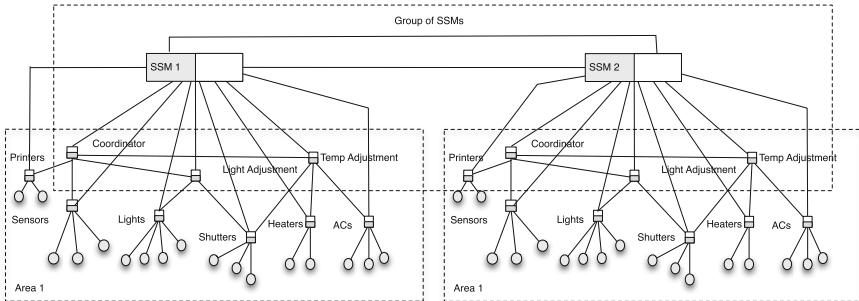 Group of SSMs
SSM 1
SSM 2
Coordinator
Printers
Light Adjustment
Temp Adjustment
Sensors
Lights
Shutters
Heaters
ACs
Area 1
Coordinator
Printers
Light Adjustment
Temp Adjustment
Sensors
Lights
Shutters
Heaters
ACs
Area 1